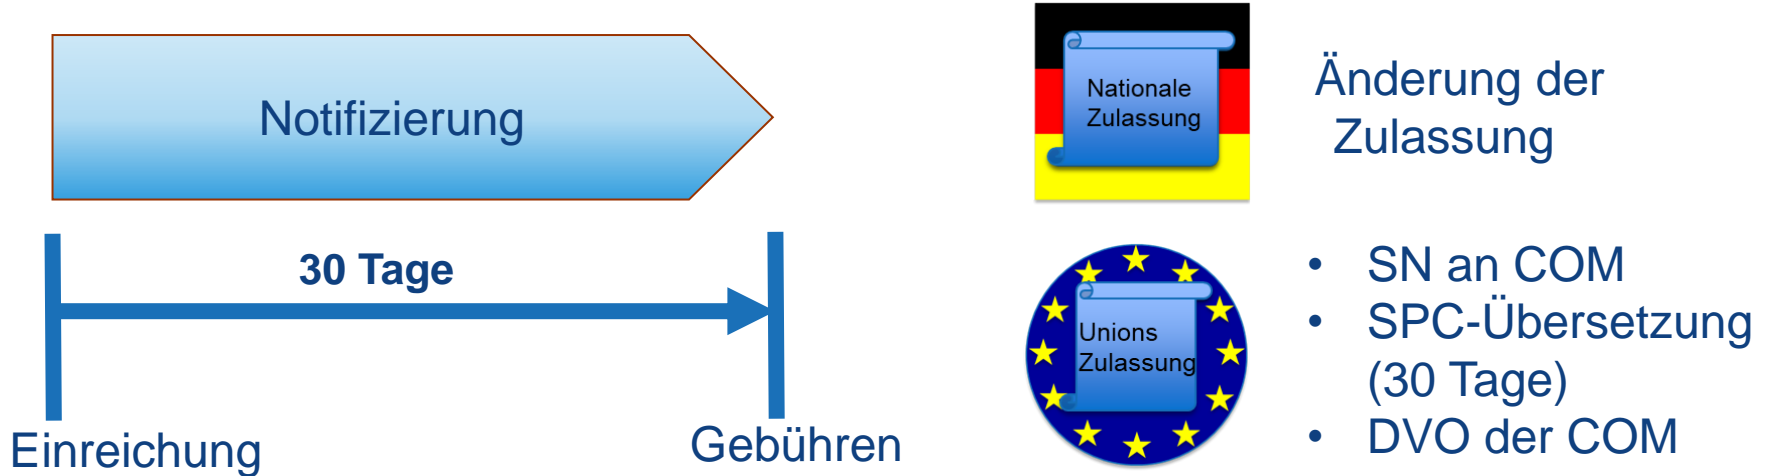 Notifizierung
30 Tage
Einreichung
Gebühren
Nationale
Zulassung
Änderung der
Zulassung
Unions
Zulassung
• SN an COM
• SPC-Übersetzung
(30 Tage)
• DVO der COM